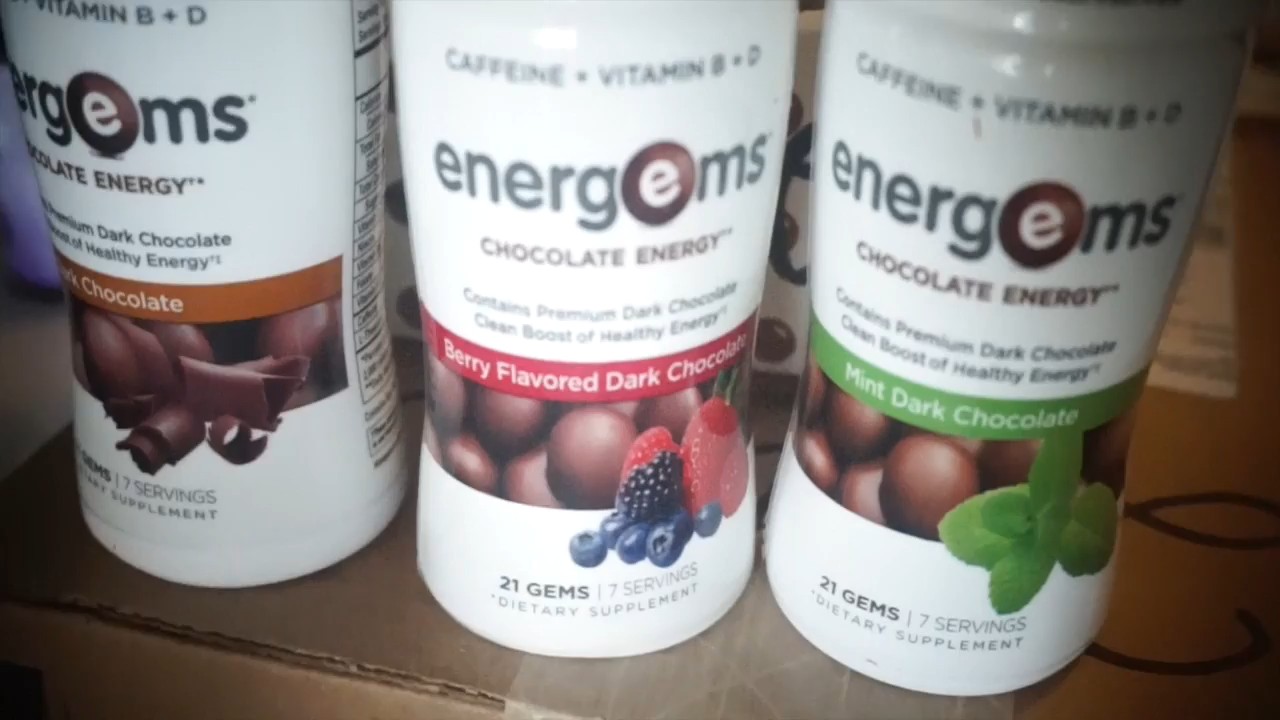 VITAMIN B + D
ergems
CHOCOLATE ENERGY
Premium Dark Chocolate
Boost of Healthy Energy
Chocolate
GEMS | 7 SERVINGS
SUPPLEMENT
CAFFEINE + VITAMIN B + D
energems
CHOCOLATE ENERGY**
Contains Premium Dark Chocolate
Clean Boost of Healthy Energy
Berry Flavored Dark Chocolate
21 GEMS | 7 SERVINGS
*DIETARY SUPPLEMENT
CAFFEINE + VITAMIN B + D
energems
CHOCOLATE ENERGY**
Contains Premium Dark Chocolate
Clean Boost of Healthy Energy
Mint Dark Chocolate
21 GEMS | 7 SERVINGS
*DIETARY SUPPLEMENT